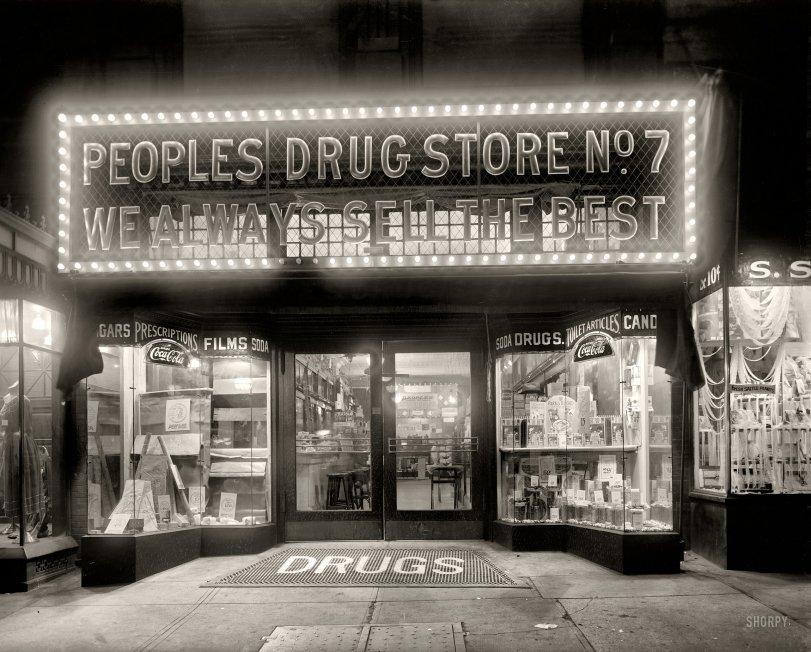 PEOPLES DRUG STORE Nº 7
WE ALWAYS SELL THE BEST
GARS PRESCRIPTIONS FILMS SODA
Coca-Cola
SODA DRUGS. TOILET ARTICLES CAND
Coca-Cola
10¢
S. S
DRUGS
SHORPY